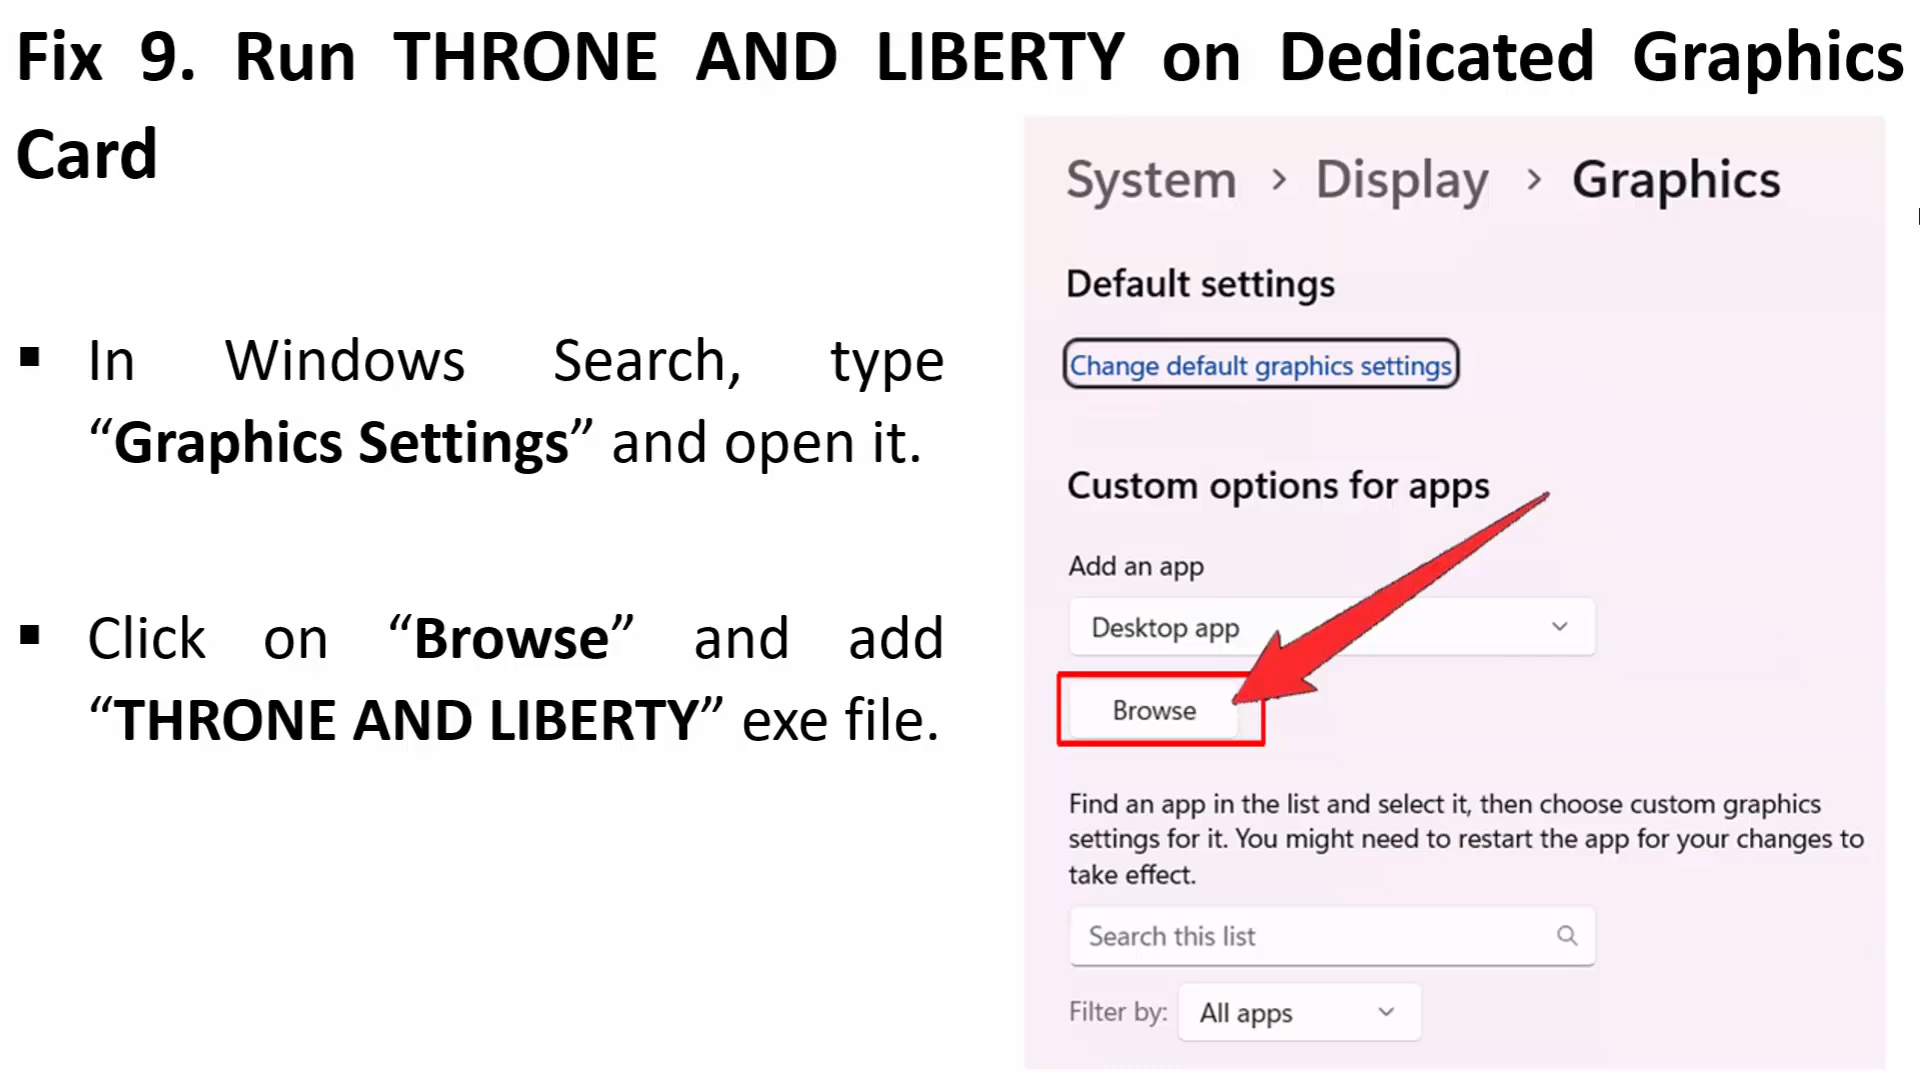 Fix 9. Run THRONE AND LIBERTY on Dedicated Graphics
Card
▪ In Windows Search, type
“Graphics Settings” and open it.
▪ Click on “Browse” and add
“THRONE AND LIBERTY” exe file.
System > Display > Graphics
Default settings
Change default graphics settings
Custom options for apps
Add an app
Desktop app
Browse
Find an app in the list and select it, then choose custom graphics
settings for it. You might need to restart the app for your changes to
take effect.
Search this list
Filter by: All apps